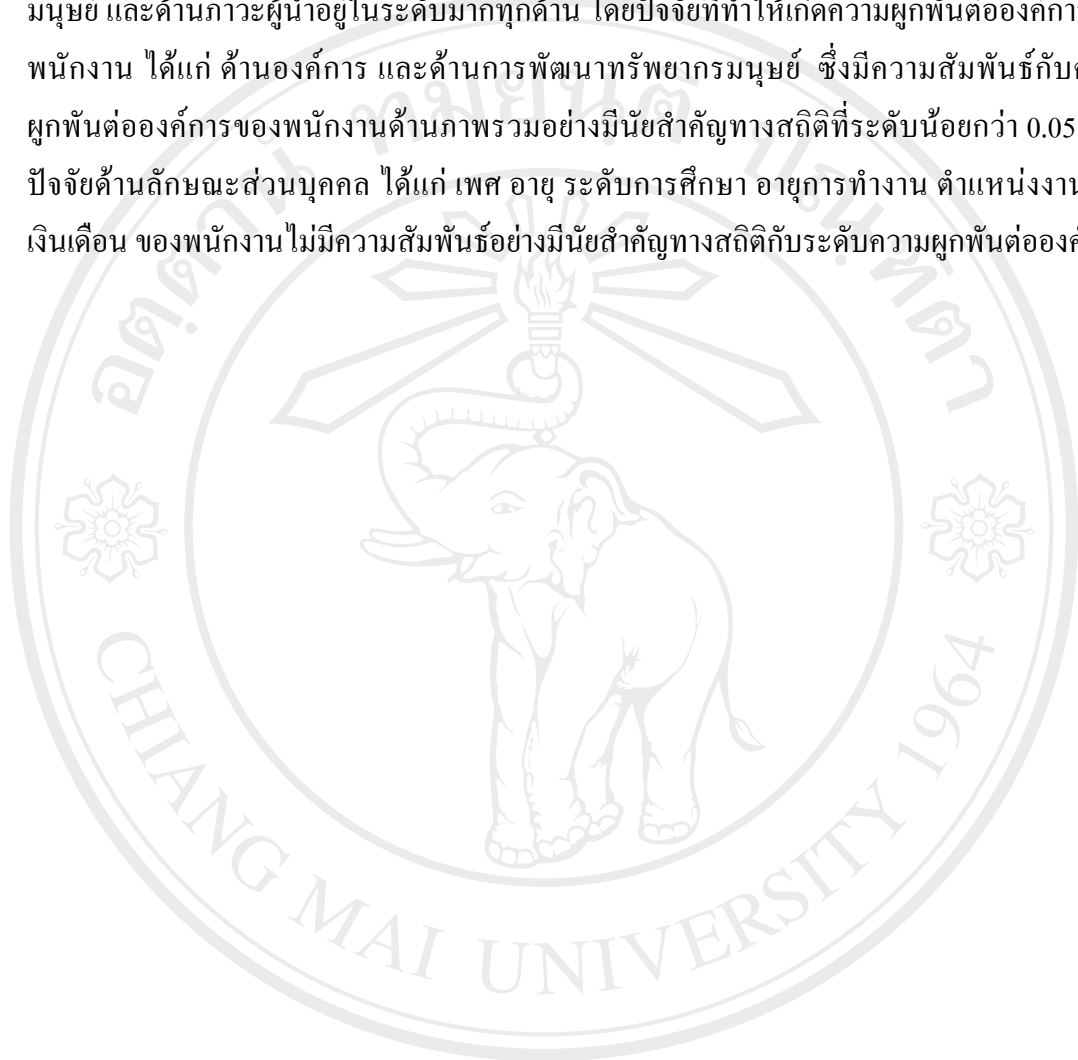 มนุษย์ และด้านภาวะผู้นำอยู่ในระดับมากทุกด้าน โดยปัจจัยที่ทำให้เกิดความผูกพันต่อองค์การ
พนักงาน ได้แก่ ด้านองค์การ และด้านการพัฒนาทรัพยากรมนุษย์ ซึ่งมีความสัมพันธ์กับ
ผูกพันต่อองค์การของพนักงานด้านภาพรวมอย่างมีนัยสำคัญทางสถิติที่ระดับน้อยกว่า 0.05
ปัจจัยด้านลักษณะส่วนบุคคล ได้แก่ เพศ อายุ ระดับการศึกษา อายุการทำงาน ตำแหน่งงาน
เงินเดือน ของพนักงานไม่มีความสัมพันธ์อย่างมีนัยสำคัญทางสถิติกับระดับความผูกพันต่อ
อตฺตานํ ทมยนฺติ ปณฺฑิตา
CHIANG MAI UNIVERSITY 1964